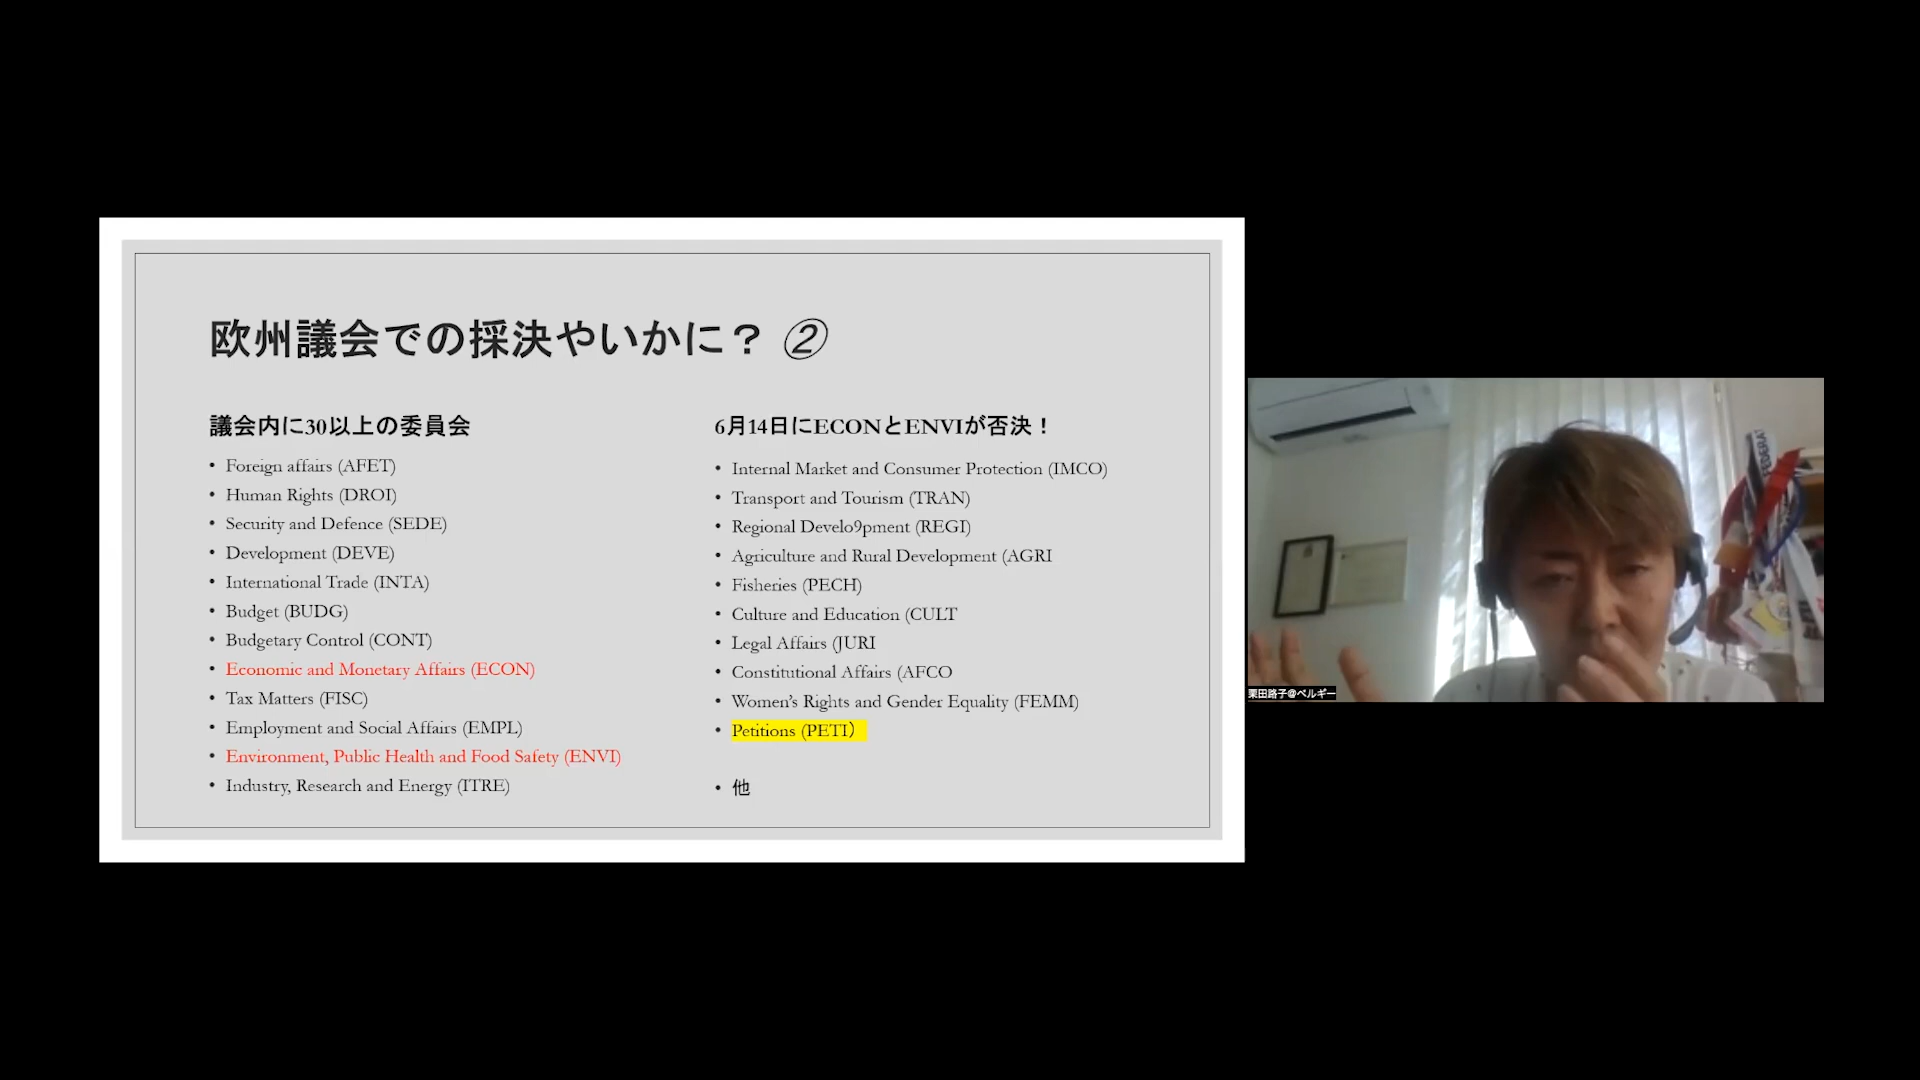 欧州議会での採決やいかに？ ②
議会内に30以上の委員会
• Foreign affairs (AFET)
• Human Rights (DROI)
• Security and Defence (SEDE)
• Development (DEVE)
• International Trade (INTA)
• Budget (BUDG)
• Budgetary Control (CONT)
• Economic and Monetary Affairs (ECON)
• Tax Matters (FISC)
• Employment and Social Affairs (EMPL)
• Environment, Public Health and Food Safety (ENVI)
• Industry, Research and Energy (ITRE)
6月14日にECONとENVIが否決！
• Internal Market and Consumer Protection (IMCO)
• Transport and Tourism (TRAN)
• Regional Develo9pment (REGI)
• Agriculture and Rural Development (AGRI
• Fisheries (PECH)
• Culture and Education (CULT
• Legal Affairs (JURI
• Constitutional Affairs (AFCO
• Women’s Rights and Gender Equality (FEMM)
• Petitions (PETI）
• 他
栗田路子@ベルギー